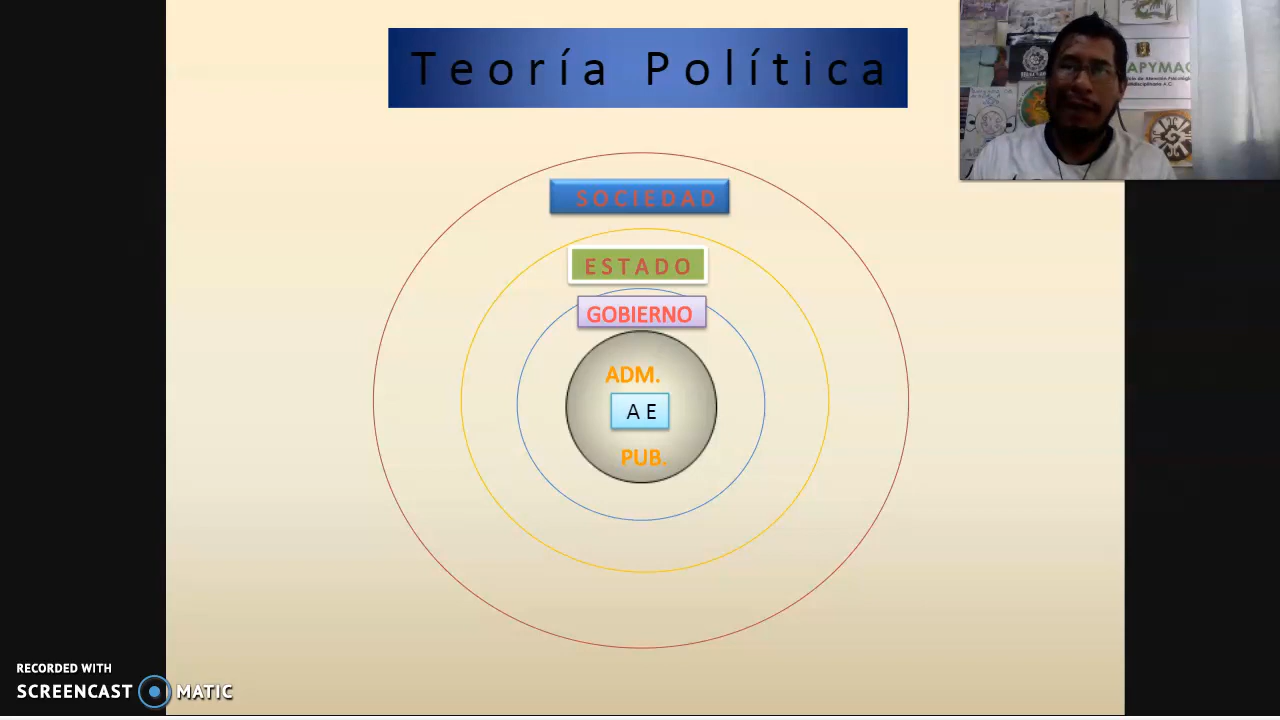 Teoría Política
SOCIEDAD
ESTADO
GOBIERNO
ADM.
A E
PUB.
APYMAC
RECORDED WITH
SCREENCAST MATIC